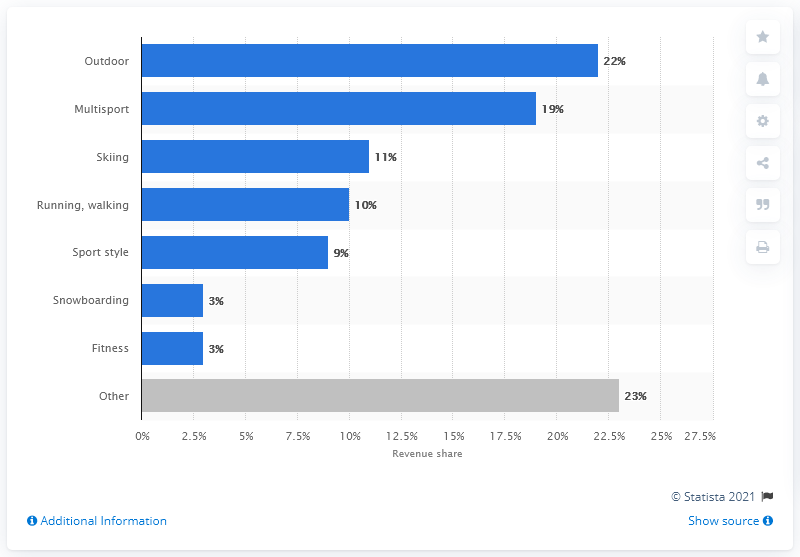 Outdoor 22%
Multisport 19%
Skiing 11%
Running, walking 10%
Sport style 9%
Snowboarding 3%
Fitness 3%
Other 23%
0% 2.5% 5% 7.5% 10% 12.5% 15% 17.5% 20% 22.5% 25% 27.5%
Revenue share
© Statista 2021
Additional Information Show source